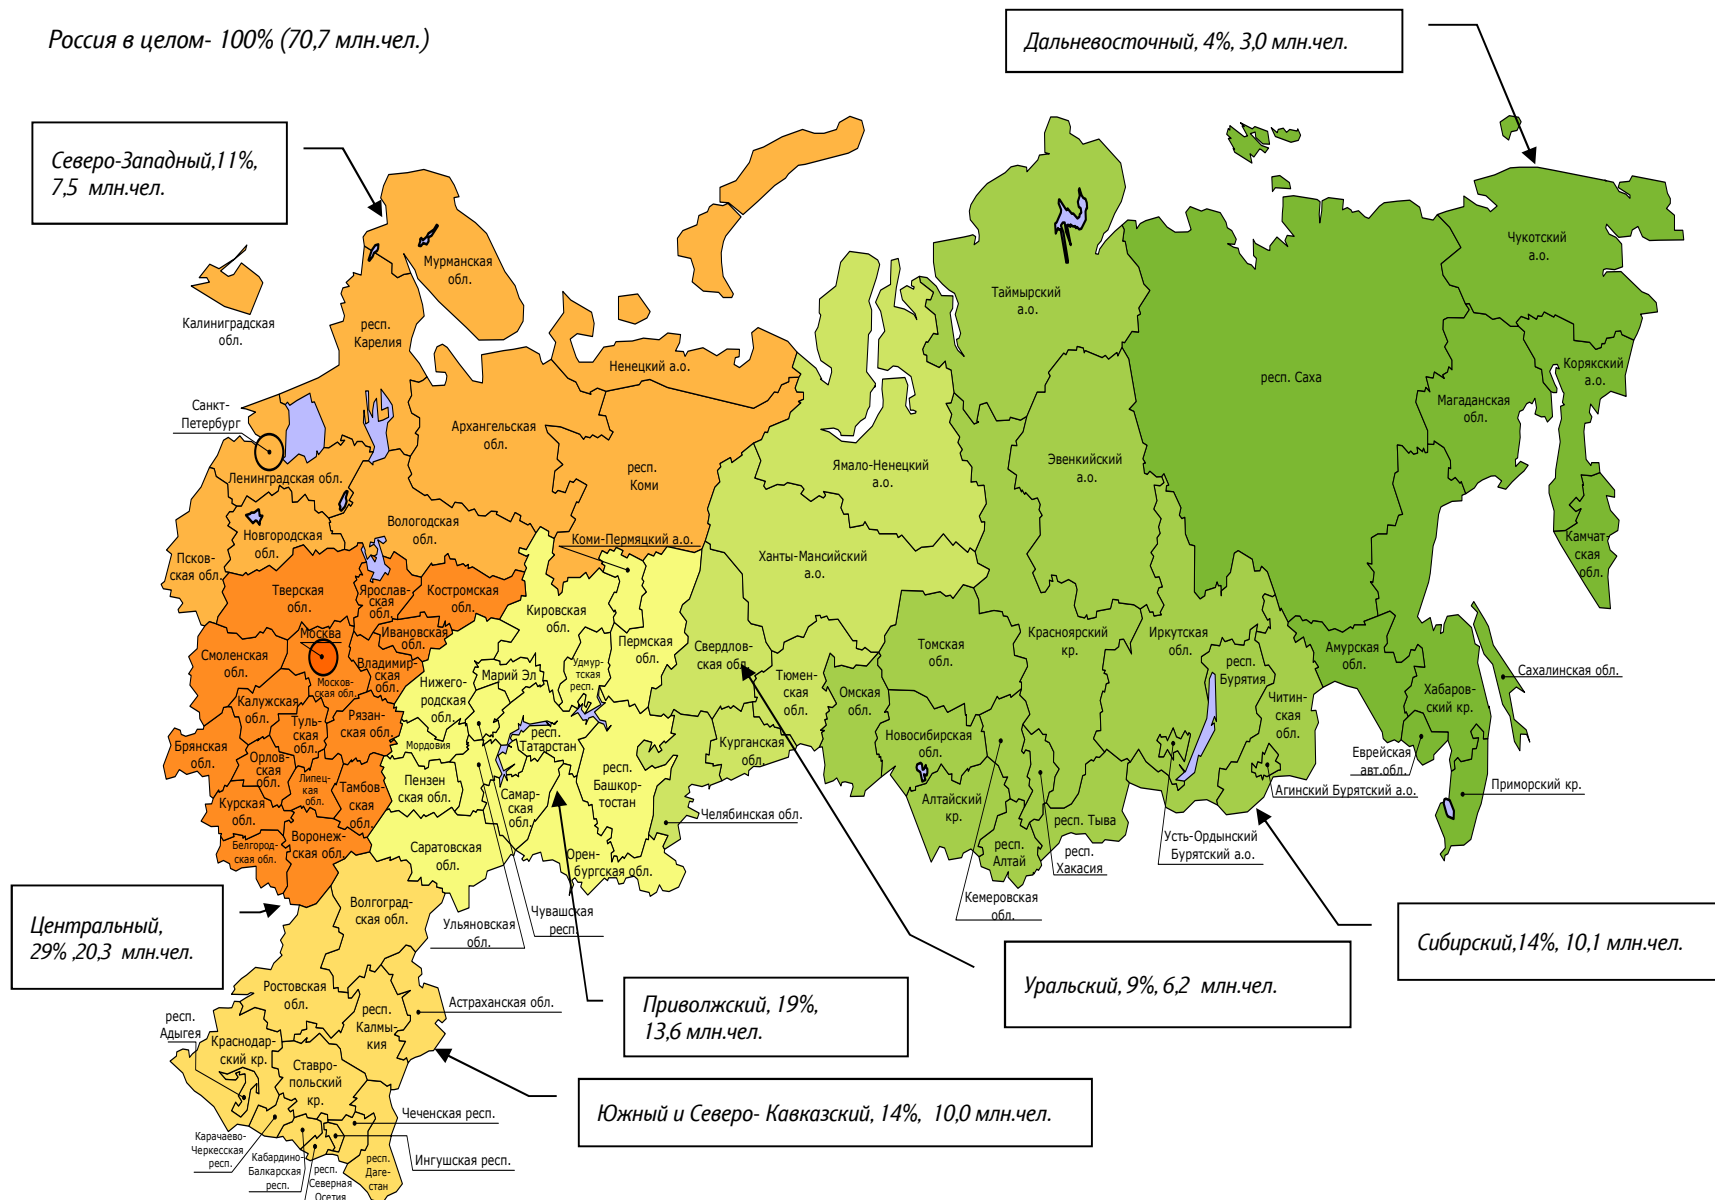 Россия в целом- 100% (70,7 млн.чел.)
Дальневосточный, 4%, 3,0 млн.чел.
Северо-Западный,11%,
7,5 млн.чел.
Мурманская
обл.
Калиниградская
обл.
респ.
Карелия
Ненецкий а.о.
Санкт-
Петербург
Архангельская
обл.
Ленинградская обл.
респ.
Коми
Вологодская
обл.
Новгородская
обл.
Псков-
ская обл.
Коми-Пермяцкий а.о.
Таймырский
а.о.
Чукотский
а.о.
респ. Саха
Корякский
а.о.
Магаданская
обл.
Эвенкийский
а.о.
Ямало-Ненецкий
а.о.
Ханты-Мансийский
а.о.
Камчат-
ская
обл.
Тверская
обл.
Ярослав-
ская
обл.
Костромская
обл.
Кировская
обл.
Москва
Ивановская
обл.
Смоленская
обл.
Владимир-
ская
обл.
Москов-
ская обл.
Калужская
обл.
Туль-
ская
обл.
Рязан-
ская обл.
Брянская
обл.
Орлов-
ская
обл.
Липец-
кая
обл.
Тамбов-
ская
обл.
Курская
обл.
Белгород-
ская обл.
Воронеж-
ская обл.
Нижего-
родская
обл.
Марий Эл
Удмур-
тская
респ.
Пермская
обл.
Свердлов-
ская обл.
Мордовия
респ.
Татарстан
Пензен
ская обл.
Самар-
ская
обл.
респ.
Башкор-
тостан
Саратовская
обл.
Орен-
бургская обл.
Тюмен-
ская
обл.
Курганская
обл.
Челябинская обл.
Омская
обл.
Томская
обл.
Новосибирская
обл.
Алтайский
кр.
респ.
Алтай
Красноярский
кр.
Иркутская
обл.
респ.
Бурятия
Читин-
ская
обл.
Амурская
обл.
Хабаров-
ский кр.
Сахалинская обл.
Еврейская
авт.обл.
Приморский кр.
Агинский Бурятский а.о.
Усть-Ордынский
Бурятский а.о.
респ. Тыва
респ.
Хакасия
Кемеровская
обл.
Чувашская
респ.
Ульяновская
обл.
Волгоград-
ская обл.
Центральный,
29% ,20,3 млн.чел.
Сибирский,14%, 10,1 млн.чел.
Уральский, 9%, 6,2 млн.чел.
Приволжский, 19%,
13,6 млн.чел.
Южный и Северо- Кавказский, 14%, 10,0 млн.чел.
Ростовская
обл.
Астраханская обл.
респ.
Калмы-
кия
респ.
Адыгея
Краснодар-
ский кр.
Ставро-
польский
кр.
Чеченская респ.
Ингушская респ.
Карачаево-
Черкесская
респ.
Кабардино-
Балкарская
респ.
респ.
Северная
Осетия
респ.
Даге-
стан